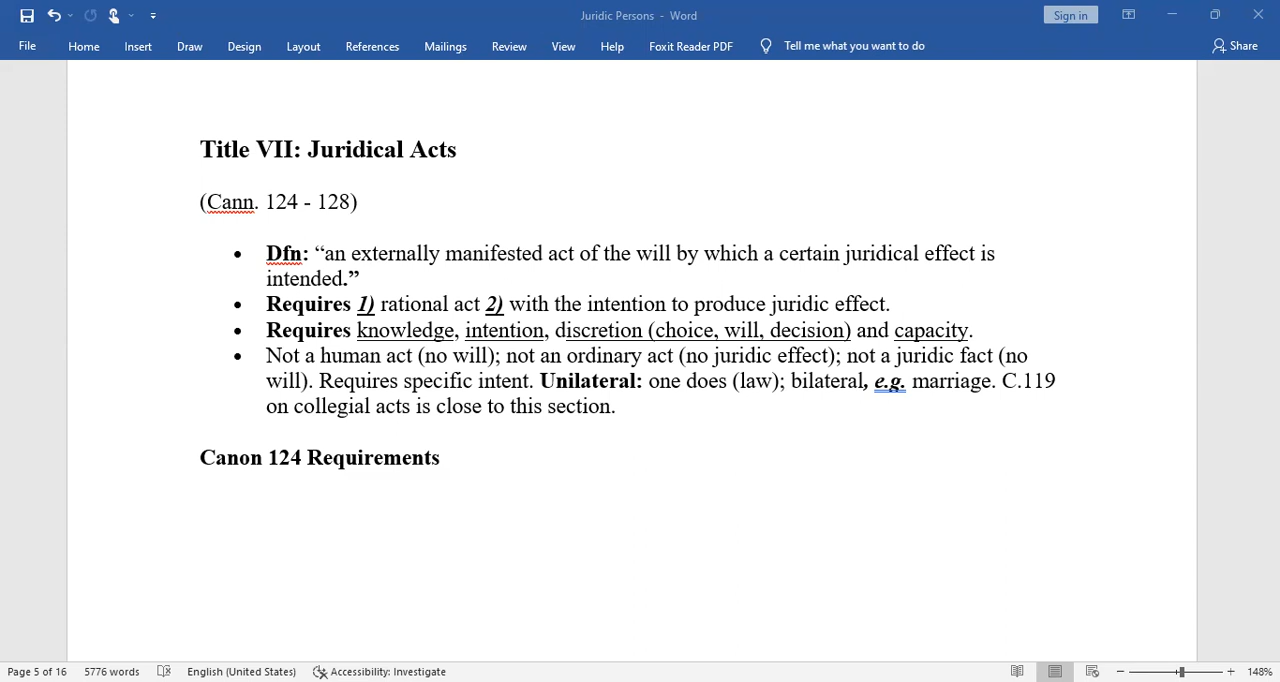 Juridic Persons - Word
Sign in
File Home Insert Draw Design Layout References Mailings Review View Help Foxit Reader PDF Tell me what you want to do Share
Title VII: Juridical Acts
(Cann. 124 - 128)
• Dfn: “an externally manifested act of the will by which a certain juridical effect is
intended.”
• Requires 1) rational act 2) with the intention to produce juridic effect.
• Requires knowledge, intention, discretion (choice, will, decision) and capacity.
• Not a human act (no will); not an ordinary act (no juridic effect); not a juridic fact (no
will). Requires specific intent. Unilateral: one does (law); bilateral, e.g. marriage. C.119
on collegial acts is close to this section.
Canon 124 Requirements
Page 5 of 16 5776 words English (United States) Accessibility: Investigate 148%